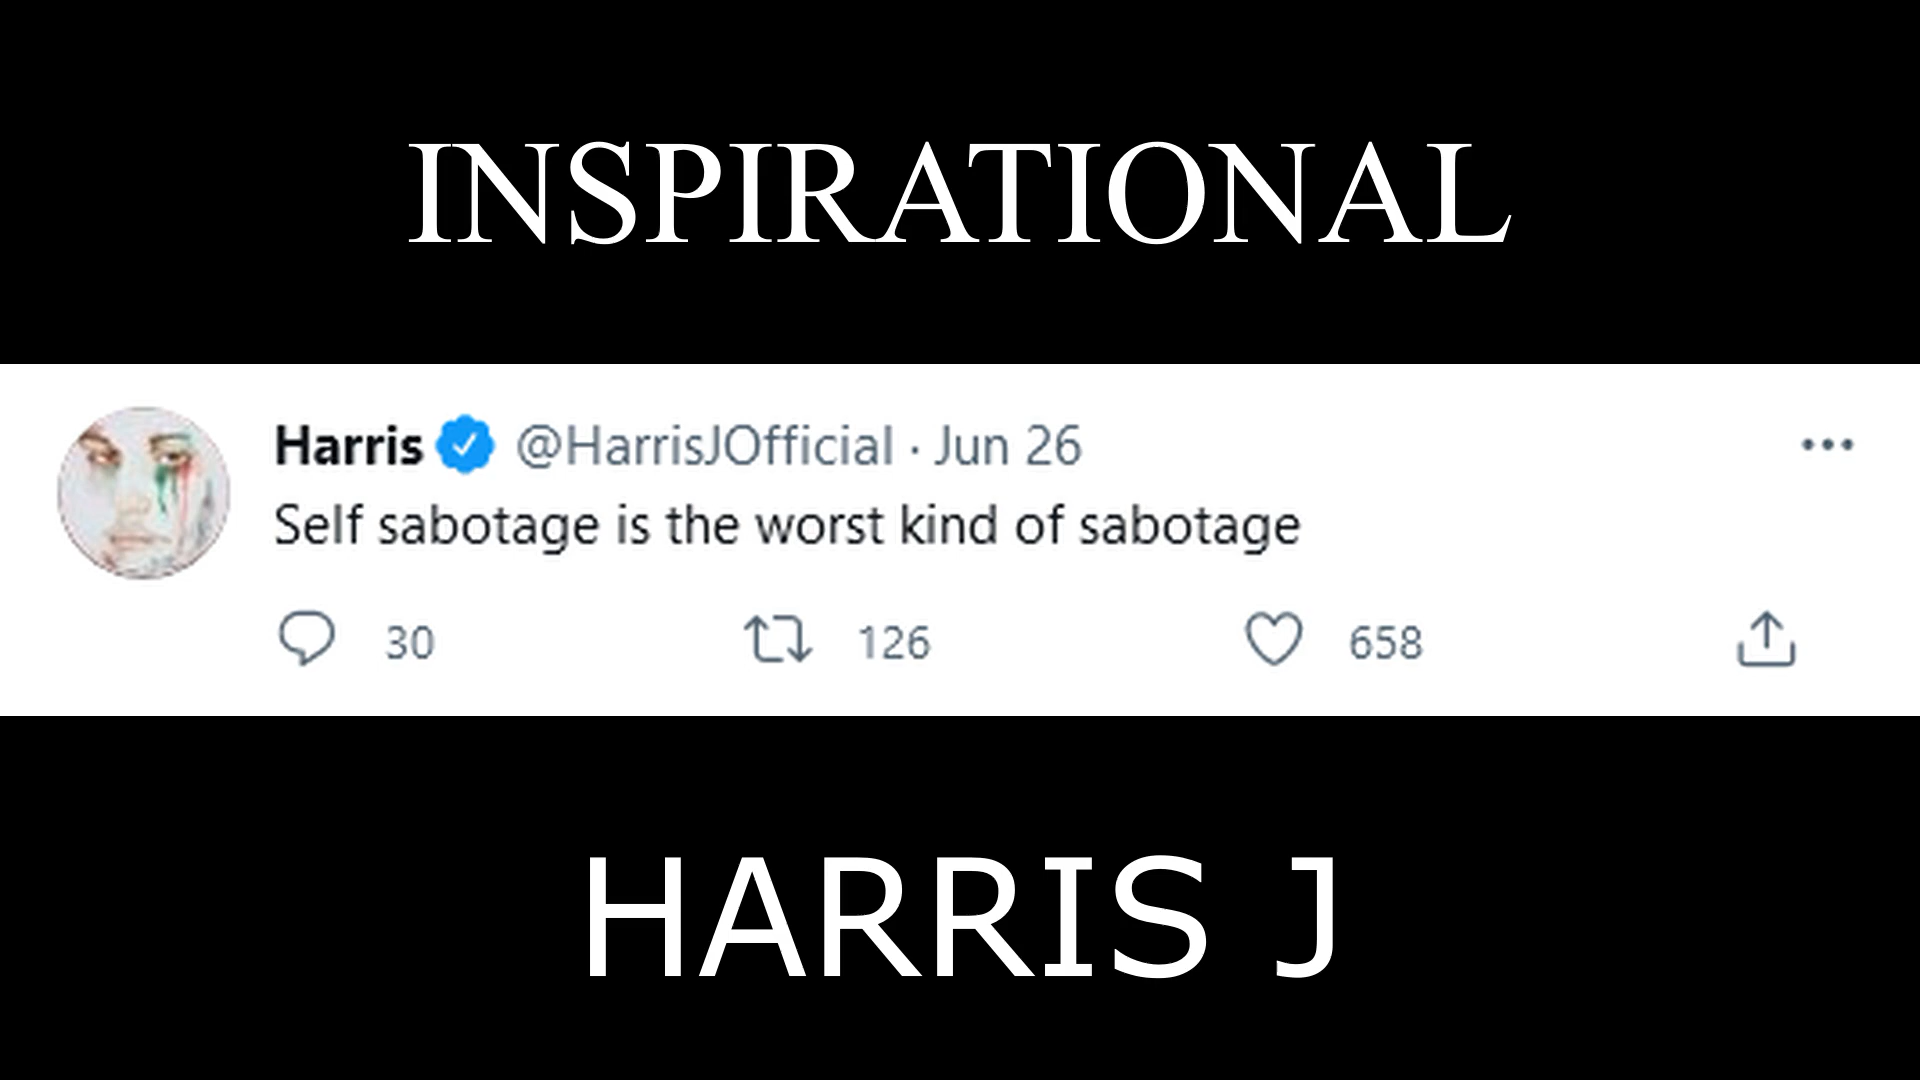 INSPIRATIONAL
Harris @HarrisJOfficial · Jun 26
Self sabotage is the worst kind of sabotage
30 126 658
HARRIS J